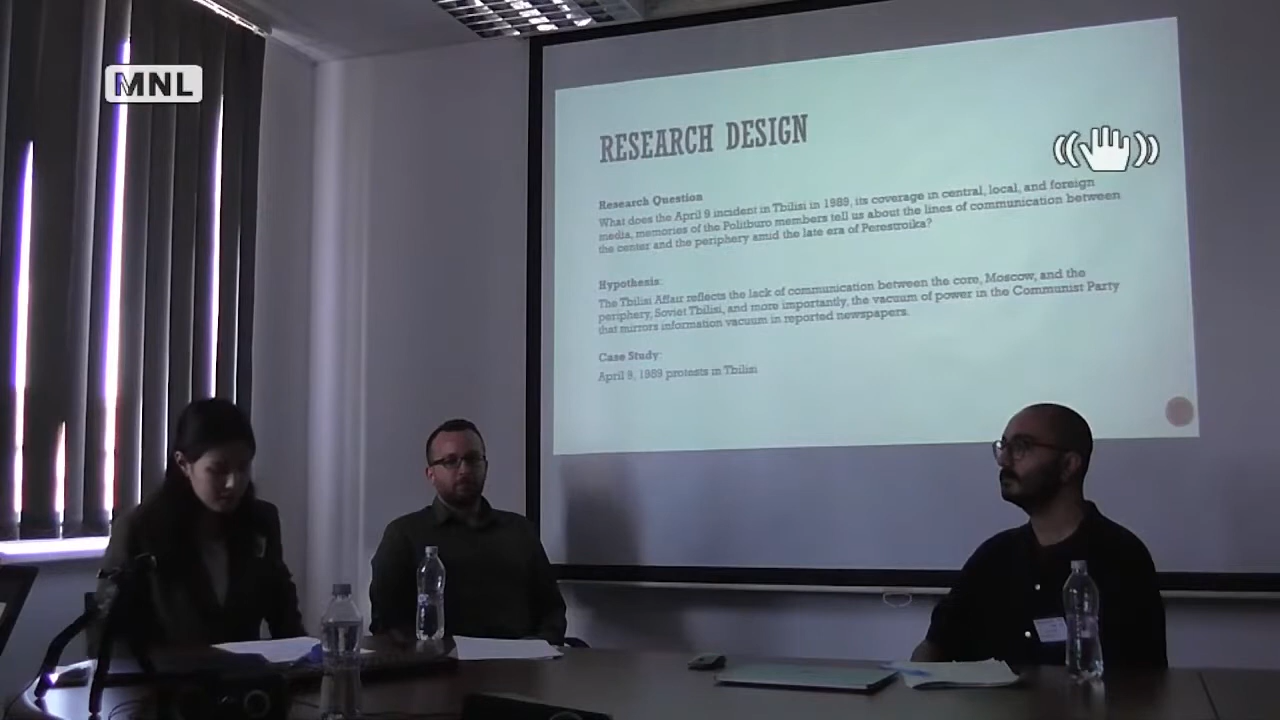 MNL
RESEARCH DESIGN
Research Question
What does the April 9 incident in Tbilisi in 1989, its coverage in central, local, and foreign
media, memories of the Politburo members tell us about the lines of communication between
the center and the periphery amid the late era of Perestroika?
Hypothesis:
The Tbilisi Affair reflects the lack of communication between the core, Moscow, and the
periphery, Soviet Tbilisi, and more importantly, the vacuum of power in the Communist Party
that mirrors information vacuum in reported newspapers.
Case Study:
April 9, 1989 protests in Tbilisi